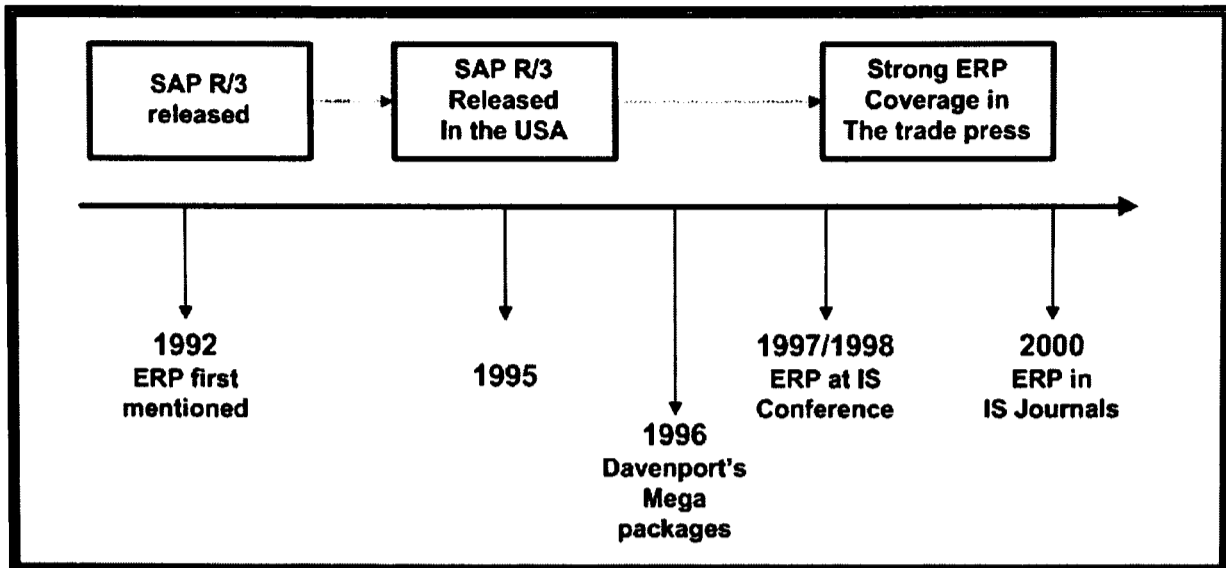 SAP R/3
released
SAP R/3
Released
In the USA
Strong ERP
Coverage in
The trade press
1992
ERP first
mentioned
1995
1996
Davenport's
Mega
packages
1997/1998
ERP at IS
Conference
2000
ERP in
IS Journals